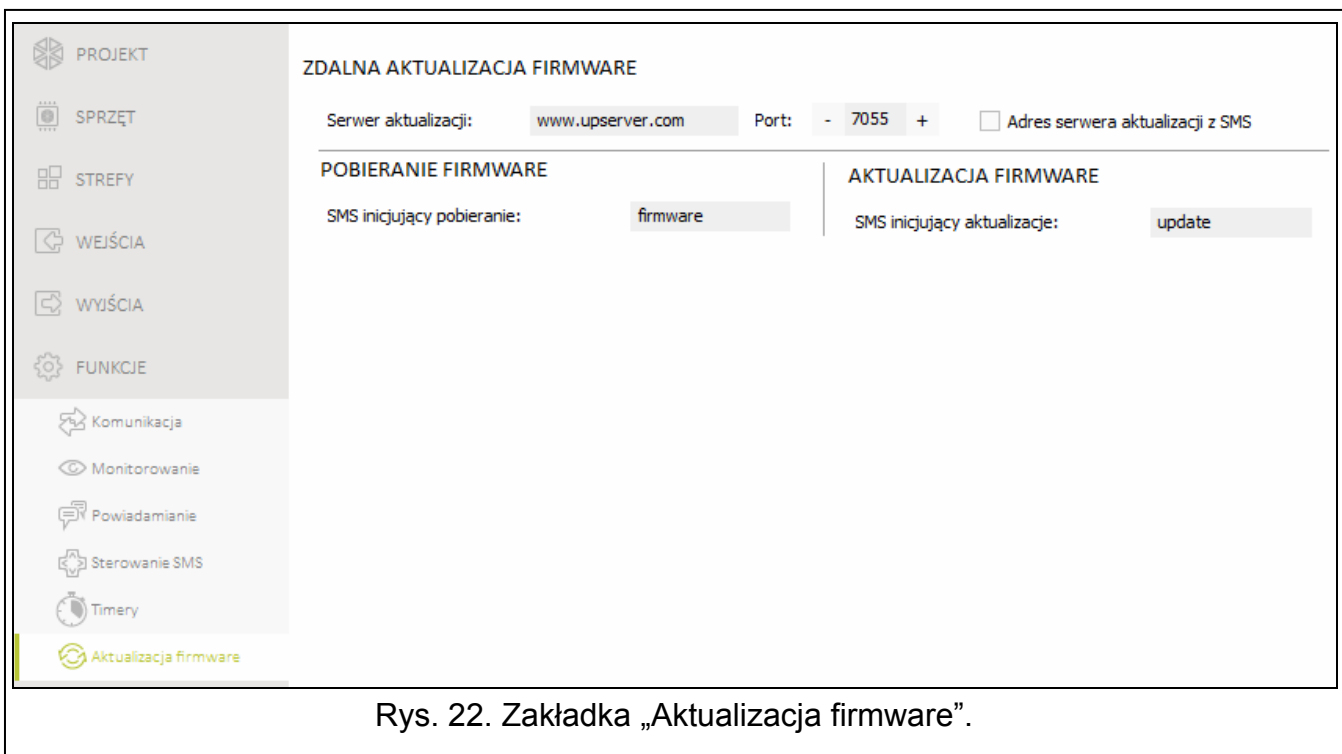 PROJEKT
SPRZĘT
STREFY
WEJŚCIA
WYJŚCIA
FUNKCJE
Komunikacja
Monitorowanie
Powiadamianie
Sterowanie SMS
Timery
Aktualizacja firmware
ZDALNA AKTUALIZACJA FIRMWARE
Serwer aktualizacji: www.upserver.com Port: - 7055 + Adres serwera aktualizacji z SMS
POBIERANIE FIRMWARE
SMS inicjujący pobieranie: firmware
AKTUALIZACJA FIRMWARE
SMS inicjujący aktualizacje: update
Rys. 22. Zakładka „Aktualizacja firmware”.